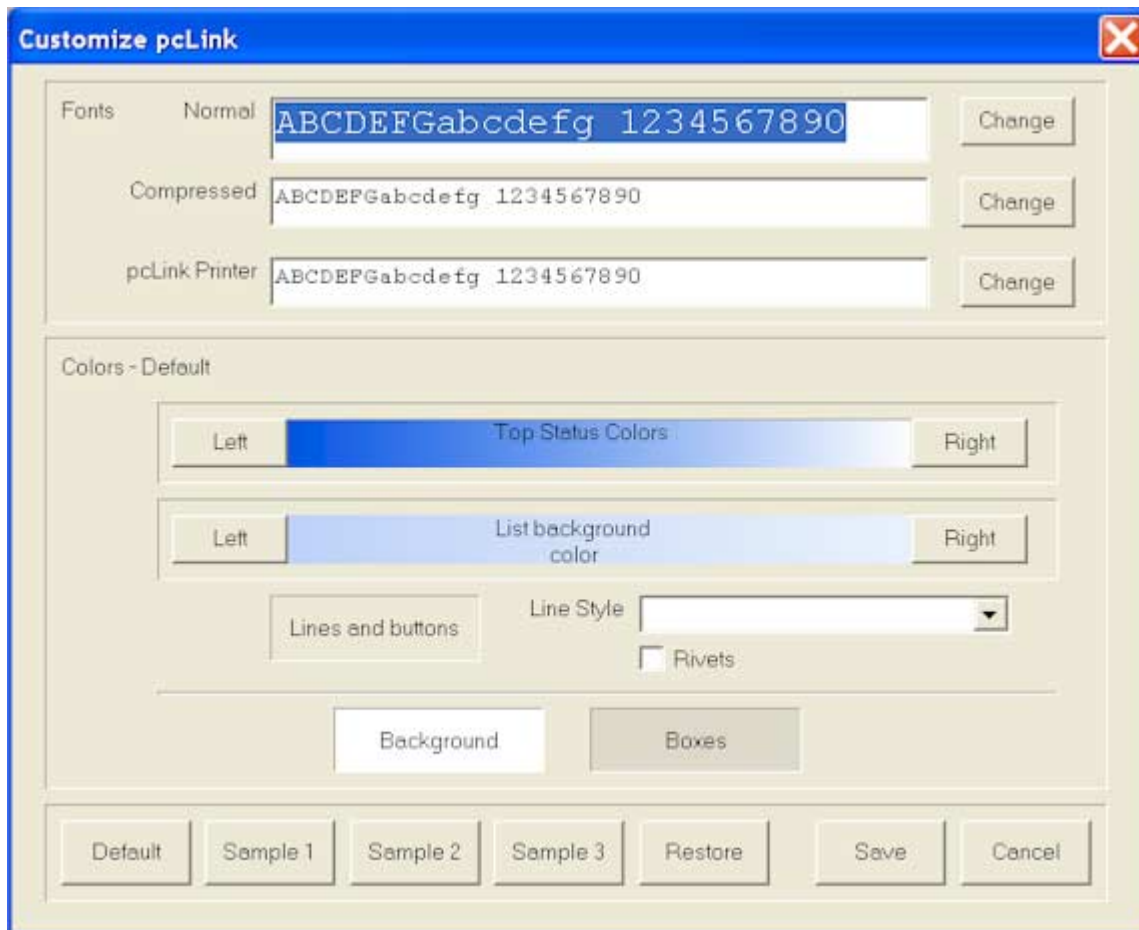 Customize pcLink
Fonts Normal ABCDEFGabcdefg 1234567890 Change
Compressed ABCDEFGabcdefg 1234567890 Change
pcLink Printer ABCDEFGabcdefg 1234567890 Change
Colors - Default
Left Top Status Colors Right
Left List background Right
color
Lines and buttons Line Style
Rivets
Background Boxes
Default Sample 1 Sample 2 Sample 3 Restore Save Cancel